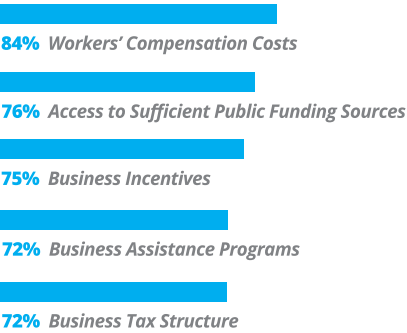 84% Workers’ Compensation Costs
76% Access to Sufficient Public Funding Sources
75% Business Incentives
72% Business Assistance Programs
72% Business Tax Structure